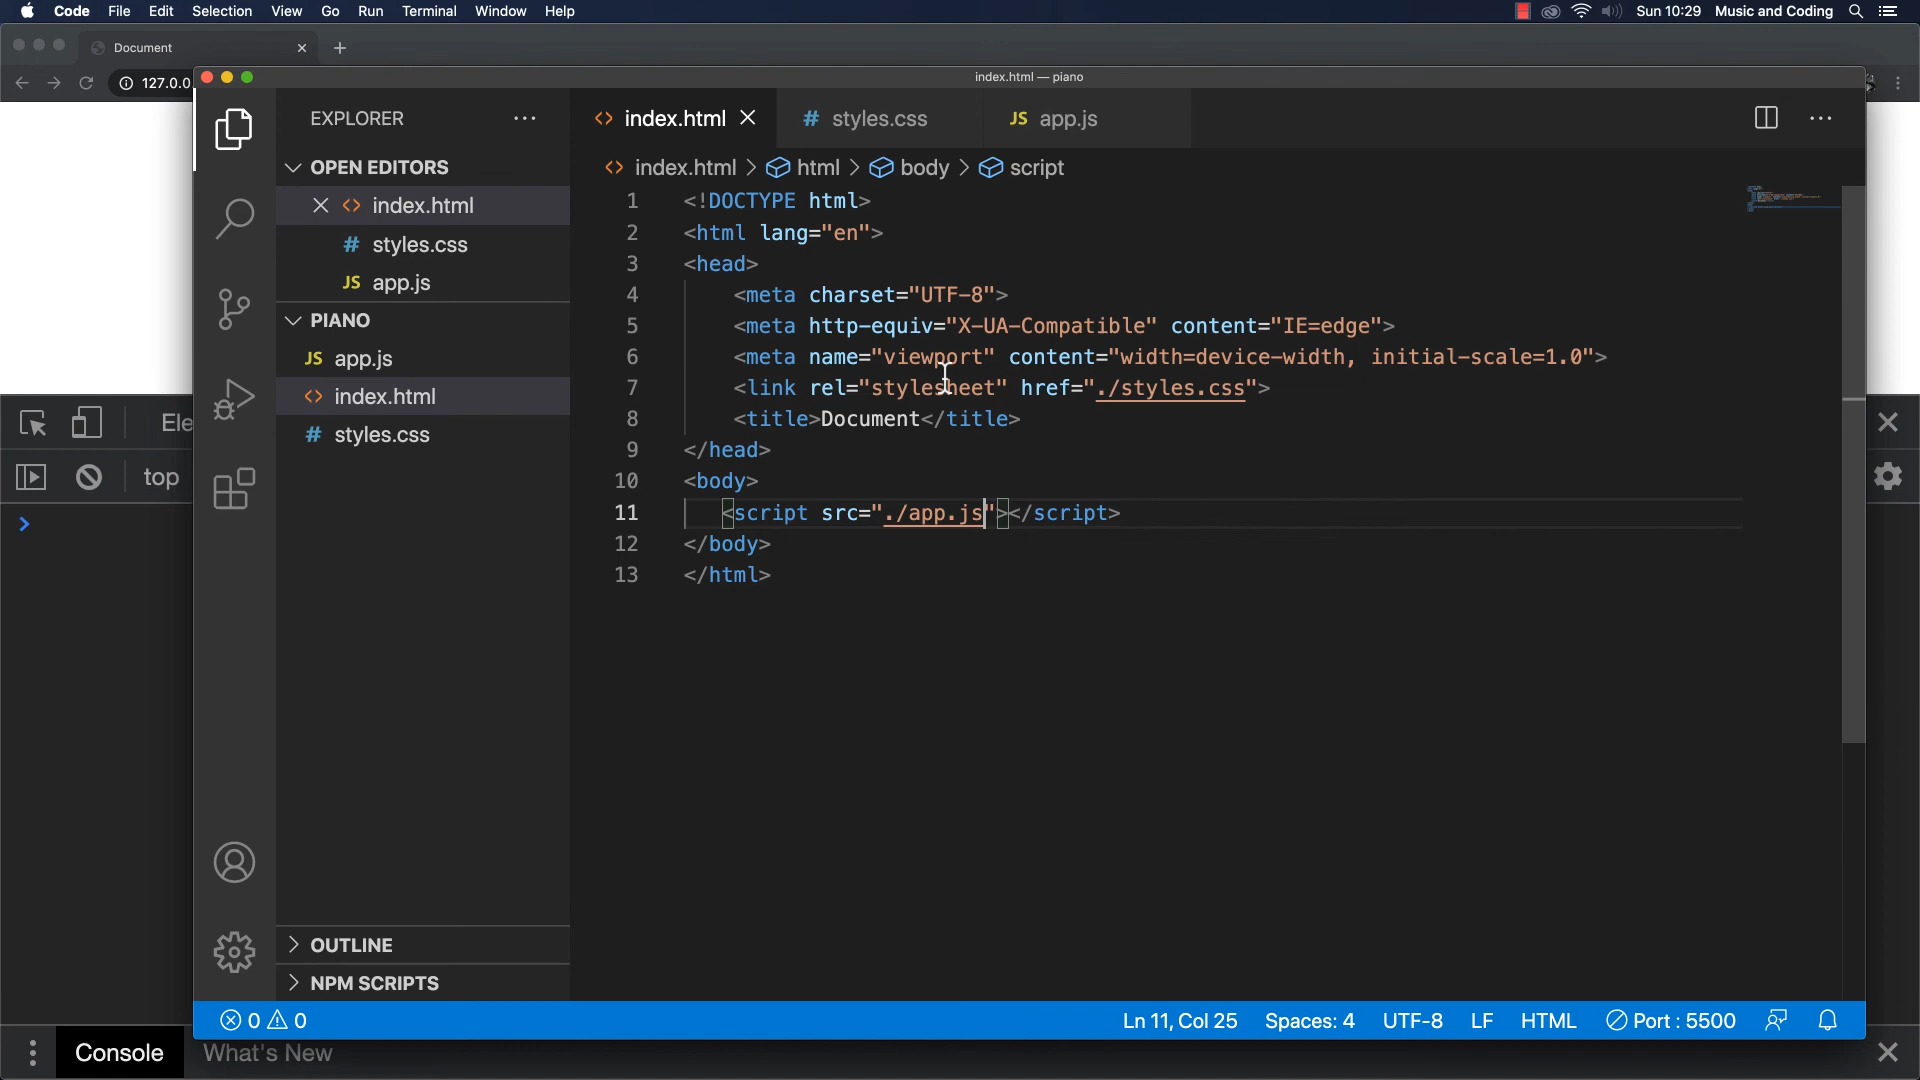 Code File Edit Selection View Go Run Terminal Window Help Sun 10:29 Music and Coding
Document
127.0.0
index.html — piano
EXPLORER
index.html styles.css JS app.js
OPEN EDITORS
index.html > html > body > script
index.html
# styles.css
JS app.js
PIANO
JS app.js
index.html
# styles.css
1 <!DOCTYPE html>
2 <html lang="en">
3 <head>
4 <meta charset="UTF-8">
5 <meta http-equiv="X-UA-Compatible" content="IE=edge">
6 <meta name="viewport" content="width=device-width, initial-scale=1.0">
7 <link rel="stylesheet" href="./styles.css">
8 <title>Document</title>
9 </head>
10 <body>
11 <script src="./app.js"></script>
12 </body>
13 </html>
Ele
top
OUTLINE
NPM SCRIPTS
0 0 Ln 11, Col 25 Spaces: 4 UTF-8 LF HTML Port : 5500
Console What's New